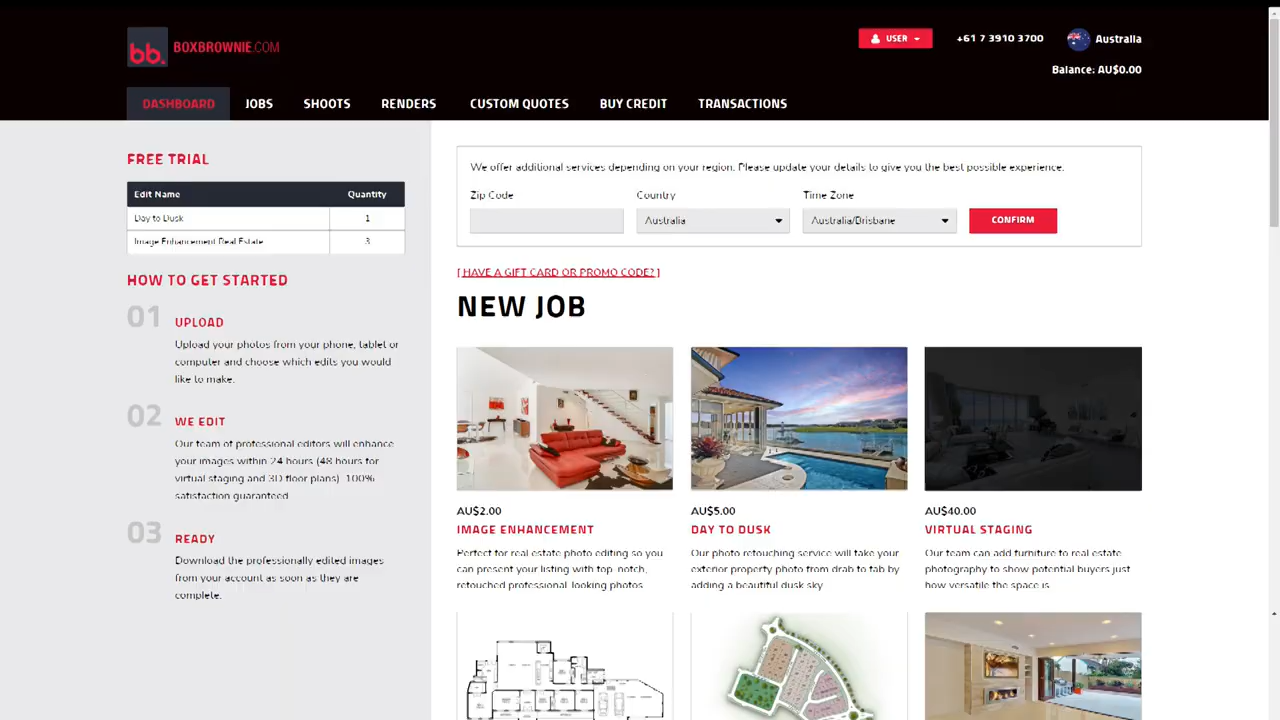 bb. BOXBROWNIE.COM
USER
+61 7 3910 3700
Australia
Balance: AU$0.00
DASHBOARD JOBS SHOOTS RENDERS CUSTOM QUOTES BUY CREDIT TRANSACTIONS
FREE TRIAL
Edit Name Quantity
Day to Dusk 1
Image Enhancement Real Estate 3
HOW TO GET STARTED
01 UPLOAD
Upload your photos from your phone, tablet or
computer and choose which edits you would
like to make.
02 WE EDIT
Our team of professional editors will enhance
your images within 24 hours (48 hours for
virtual staging and 3D floor plans). 100%
satisfaction guaranteed.
03 READY
Download the professionally edited images
from your account as soon as they are
complete.
We offer additional services depending on your region. Please update your details to give you the best possible experience.
Zip Code Country Time Zone
Australia Australia/Brisbane CONFIRM
[ HAVE A GIFT CARD OR PROMO CODE? ]
NEW JOB
AU$2.00
IMAGE ENHANCEMENT
Perfect for real estate photo editing so you
can present your listing with top-notch,
retouched professional-looking photos.
AU$5.00
DAY TO DUSK
Our photo retouching service will take your
exterior property photo from drab to fab by
adding a beautiful dusk sky.
AU$40.00
VIRTUAL STAGING
Our team can add furniture to real estate
photography to show potential buyers just
how versatile the space is.